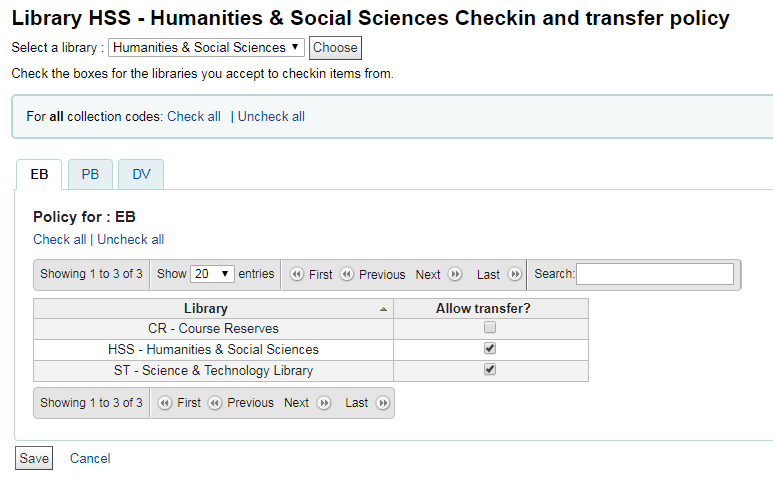 Library HSS - Humanities & Social Sciences Checkin and transfer policy
Select a library : Humanities & Social Sciences Choose
Check the boxes for the libraries you accept to checkin items from.
For all collection codes: Check all | Uncheck all
EB PB DV
Policy for : EB
Check all | Uncheck all
Showing 1 to 3 of 3 Show 20 entries First Previous Next Last Search:
Library Allow transfer?
CR - Course Reserves
HSS - Humanities & Social Sciences
ST - Science & Technology Library
Showing 1 to 3 of 3 First Previous Next Last
Save Cancel